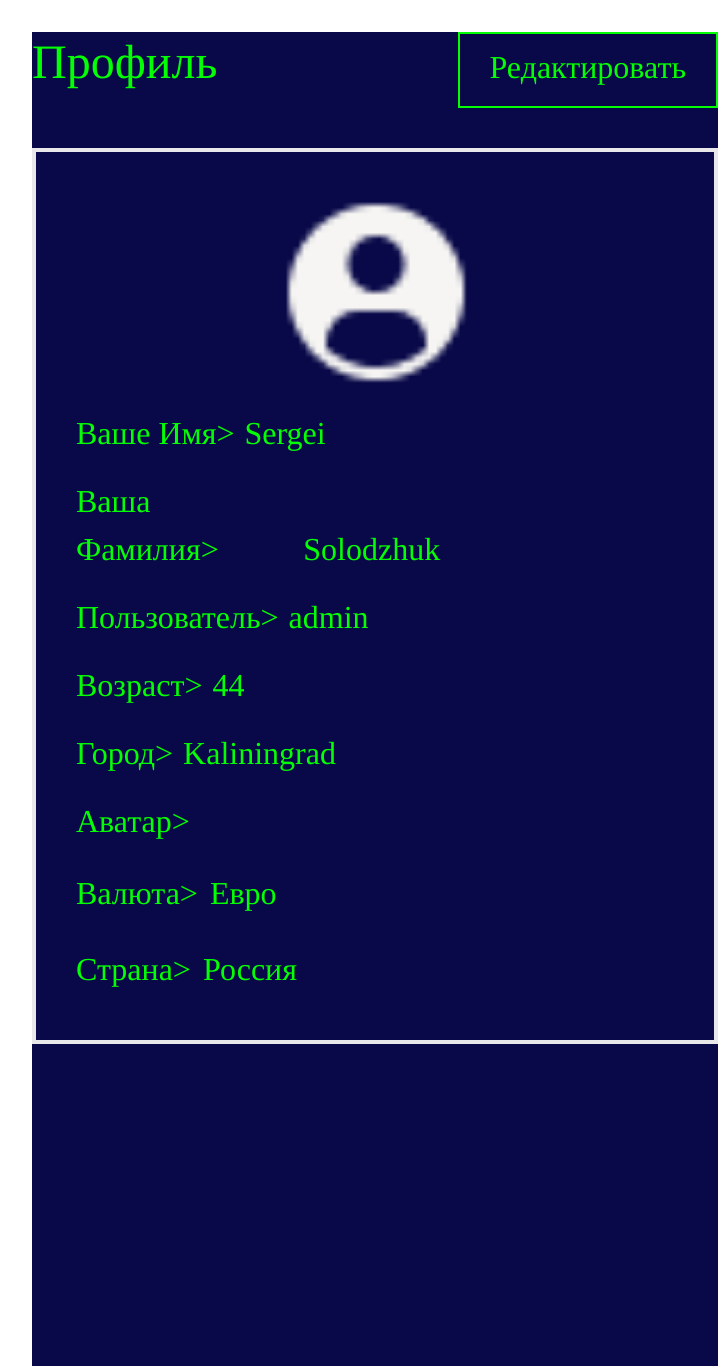 Профиль
Редактировать
Ваше Имя> Sergei
Ваша
Фамилия> Solodzhuk
Пользователь> admin
Возраст> 44
Город> Kaliningrad
Аватар>
Валюта> Евро
Страна> Россия